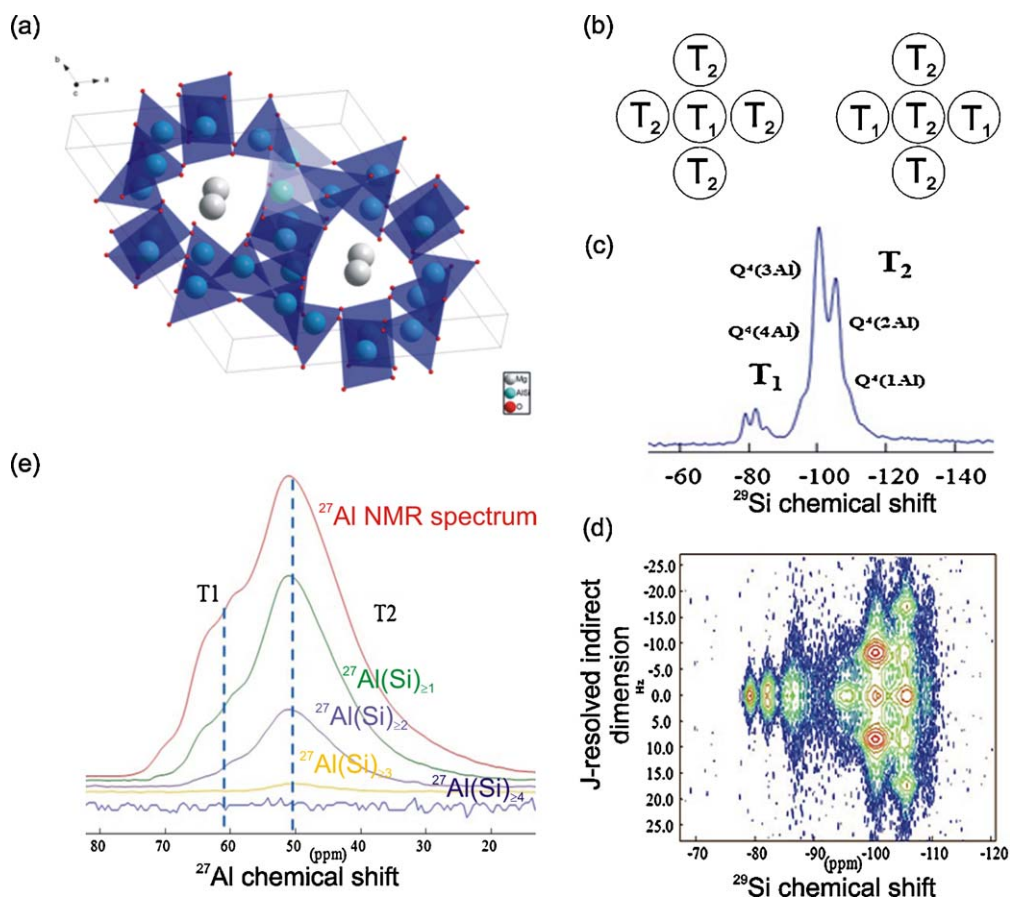 (a)
b
a
c
Mg
AlSi
O
(b)
T₂
T₂ T₁ T₂
T₂
T₂
T₁ T₂ T₁
T₂
(c)
Q⁴(3Al)
T₂
Q⁴(4Al)
Q⁴(2Al)
T₁
Q⁴(1Al)
-60 -80 -100 -120 -140
²⁹Si chemical shift
(e)
²⁷Al NMR spectrum
T1
T2
²⁷Al(Si)≥₁
²⁷Al(Si)≥₂
²⁷Al(Si)≥₃
²⁷Al(Si)≥₄
80 70 60 50 40 30 20
(ppm)
²⁷Al chemical shift
(d)
J-resolved indirect
dimension
Hz
-25.0
-20.0
-15.0
-10.0
-5.0
0.0
5.0
10.0
15.0
20.0
25.0
-70 -80 -90 -100 -110 -120
(ppm)
²⁹Si chemical shift